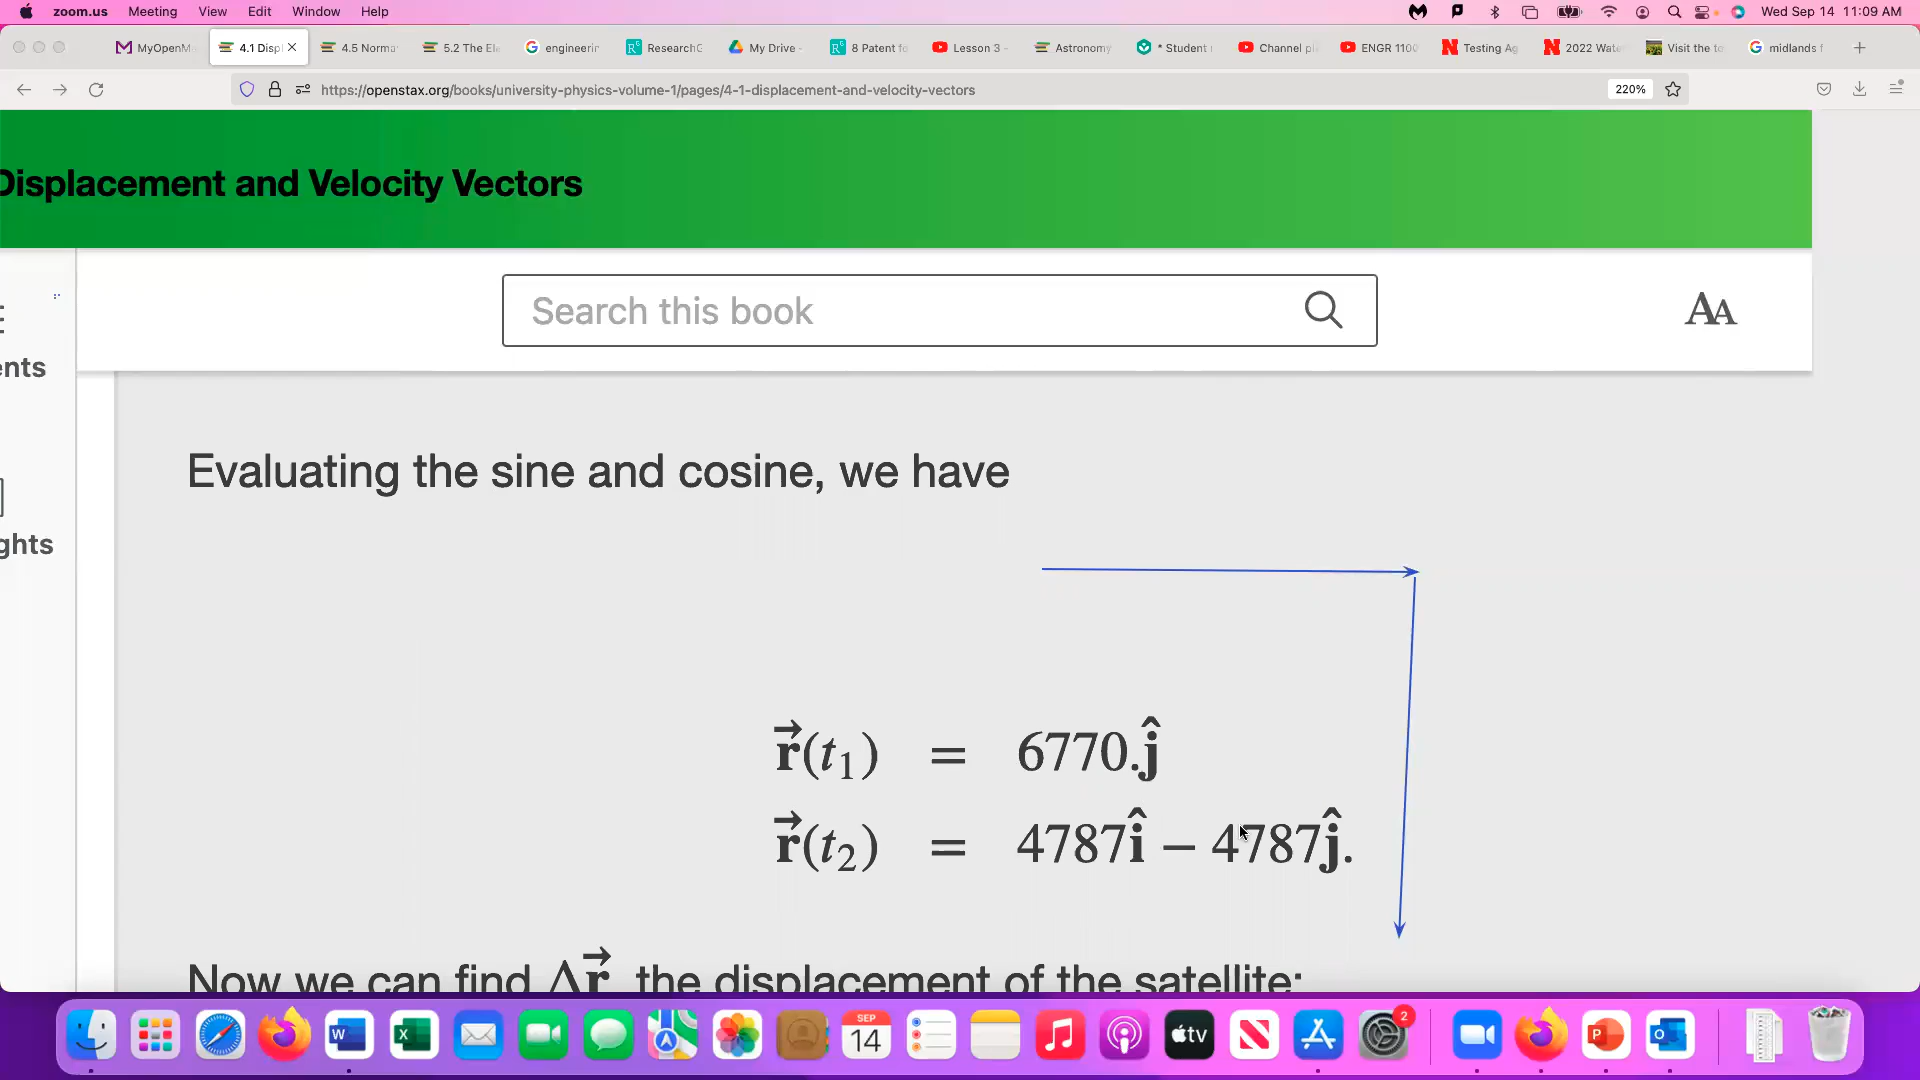 zoom.us Meeting View Edit Window Help Wed Sep 14 11:09 AM
MyOpenM 4.1 Displ 4.5 Norma 5.2 The Ele engineerin ResearchG My Drive - 8 Patent fo Lesson 3 - Astronomy * Student Channel pl ENGR 1100 Testing Ag 2022 Wate Visit the to midlands f
https://openstax.org/books/university-physics-volume-1/pages/4-1-displacement-and-velocity-vectors 220%
Displacement and Velocity Vectors
Search this book AA
ents
ghts
Evaluating the sine and cosine, we have
r⃗(t₁) = 6770.ĵ
r⃗(t₂) = 4787î − 4787ĵ.
Now we can find Δr⃗ the displacement of the satellite:
SEP
14
tv
2